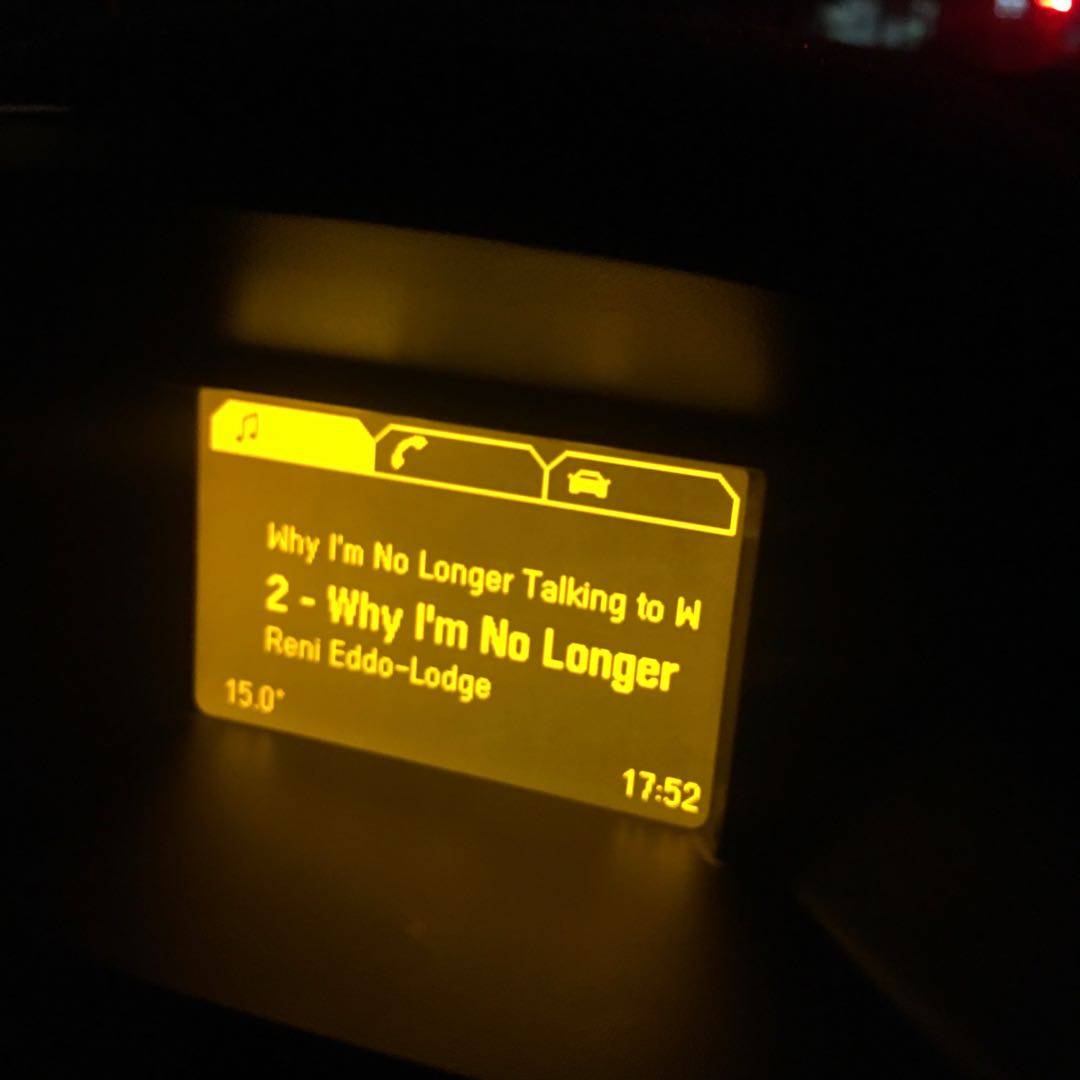 Why I'm No Longer Talking to W
2 - Why I'm No Longer
Reni Eddo-Lodge
15.0°
17:52